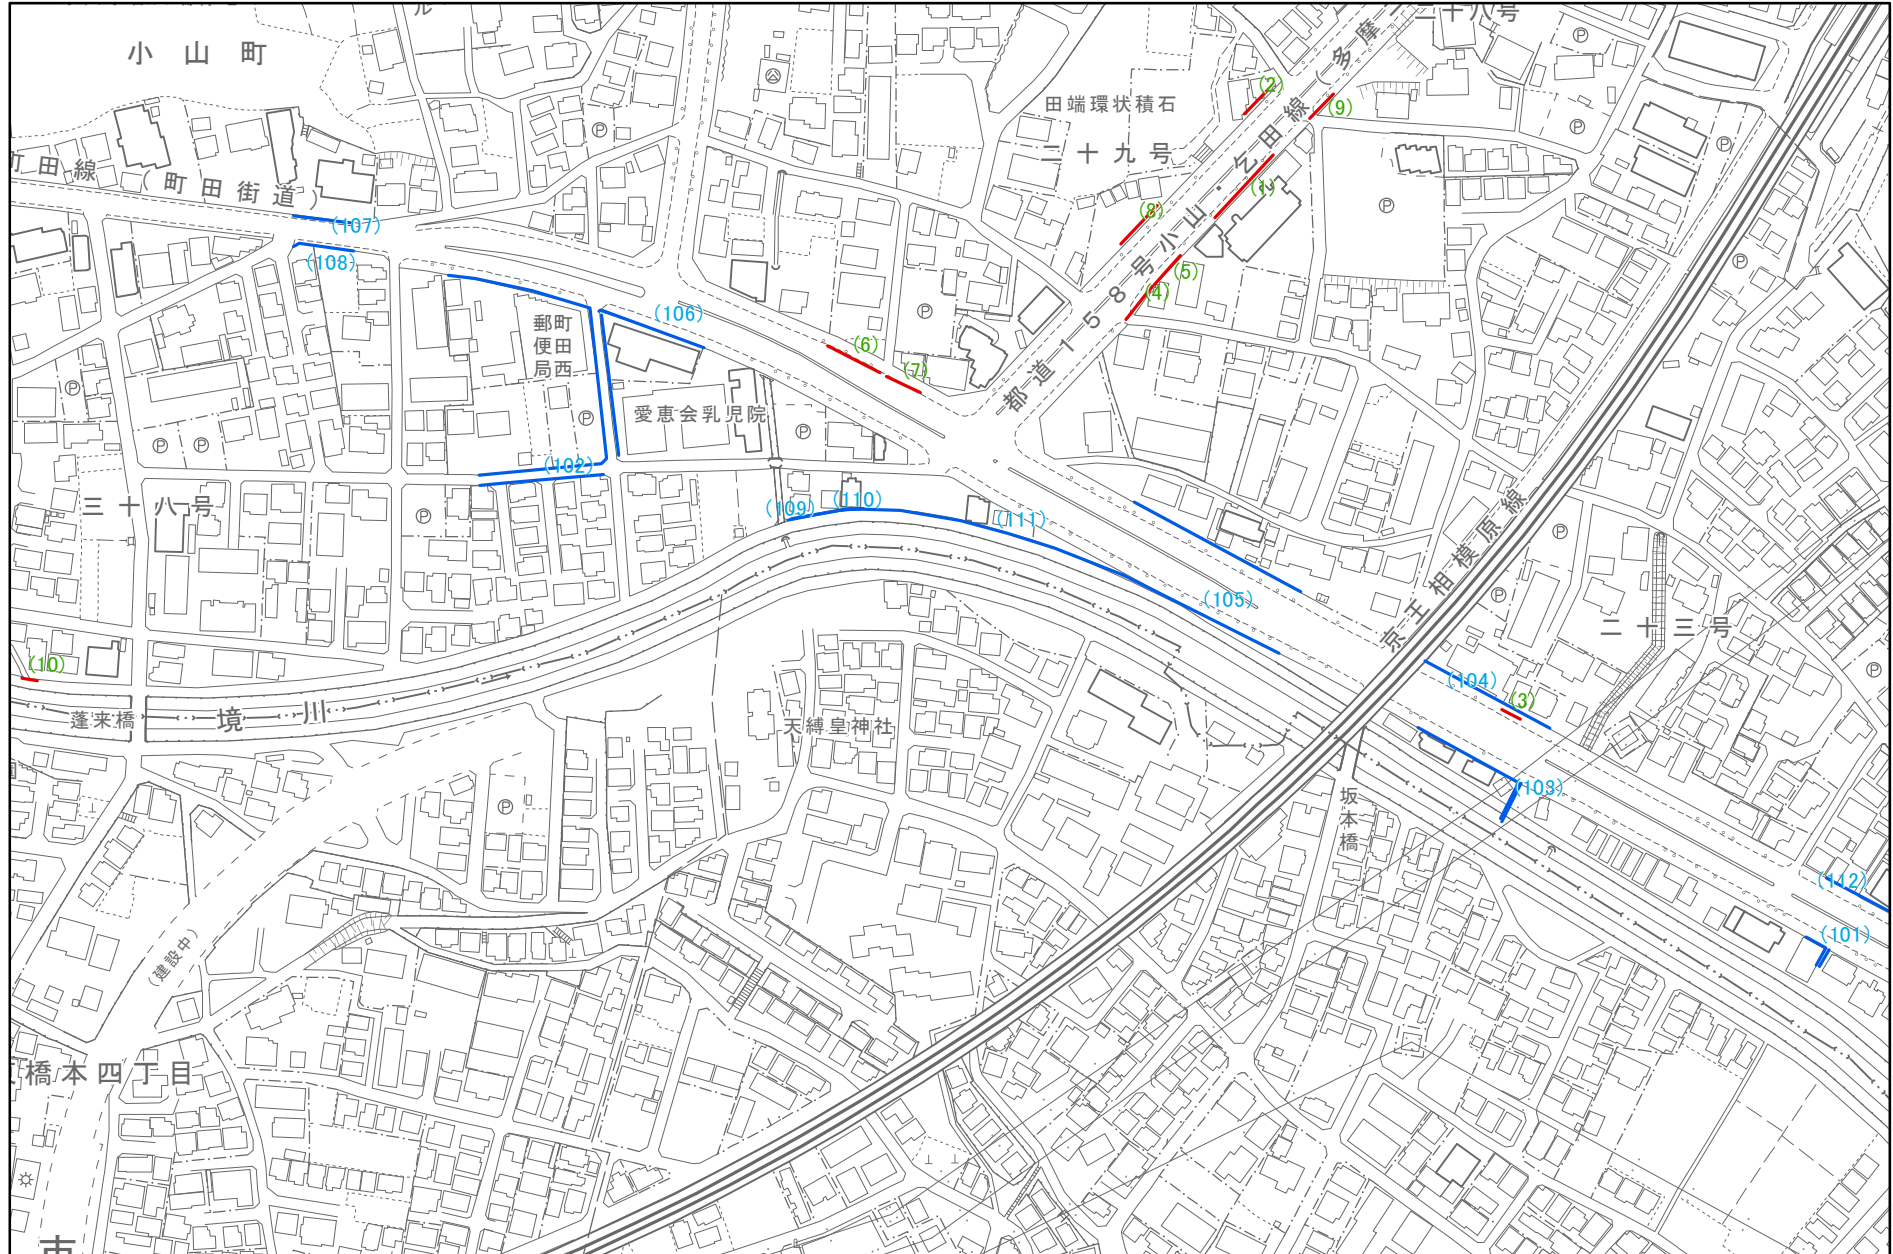 小山町
二十八号
(多摩
(2)
(9)
田端環状積石
二十九号
町田線(町田街道)
(1)
(8)
(107)
(108)
都道158号小山・乞田線
(5)
(4)
(106)
郵便局
町田西
(6)
(7)
愛恵会乳児院
(102)
三十八号
(109)
(110)
(111)
京王相模原線
(105)
二十三号
(10)
(104)
(3)
蓬来橋
境川
天縛皇神社
(103)
坂本橋
(112)
(101)
(建設中)
橋本四丁目
市